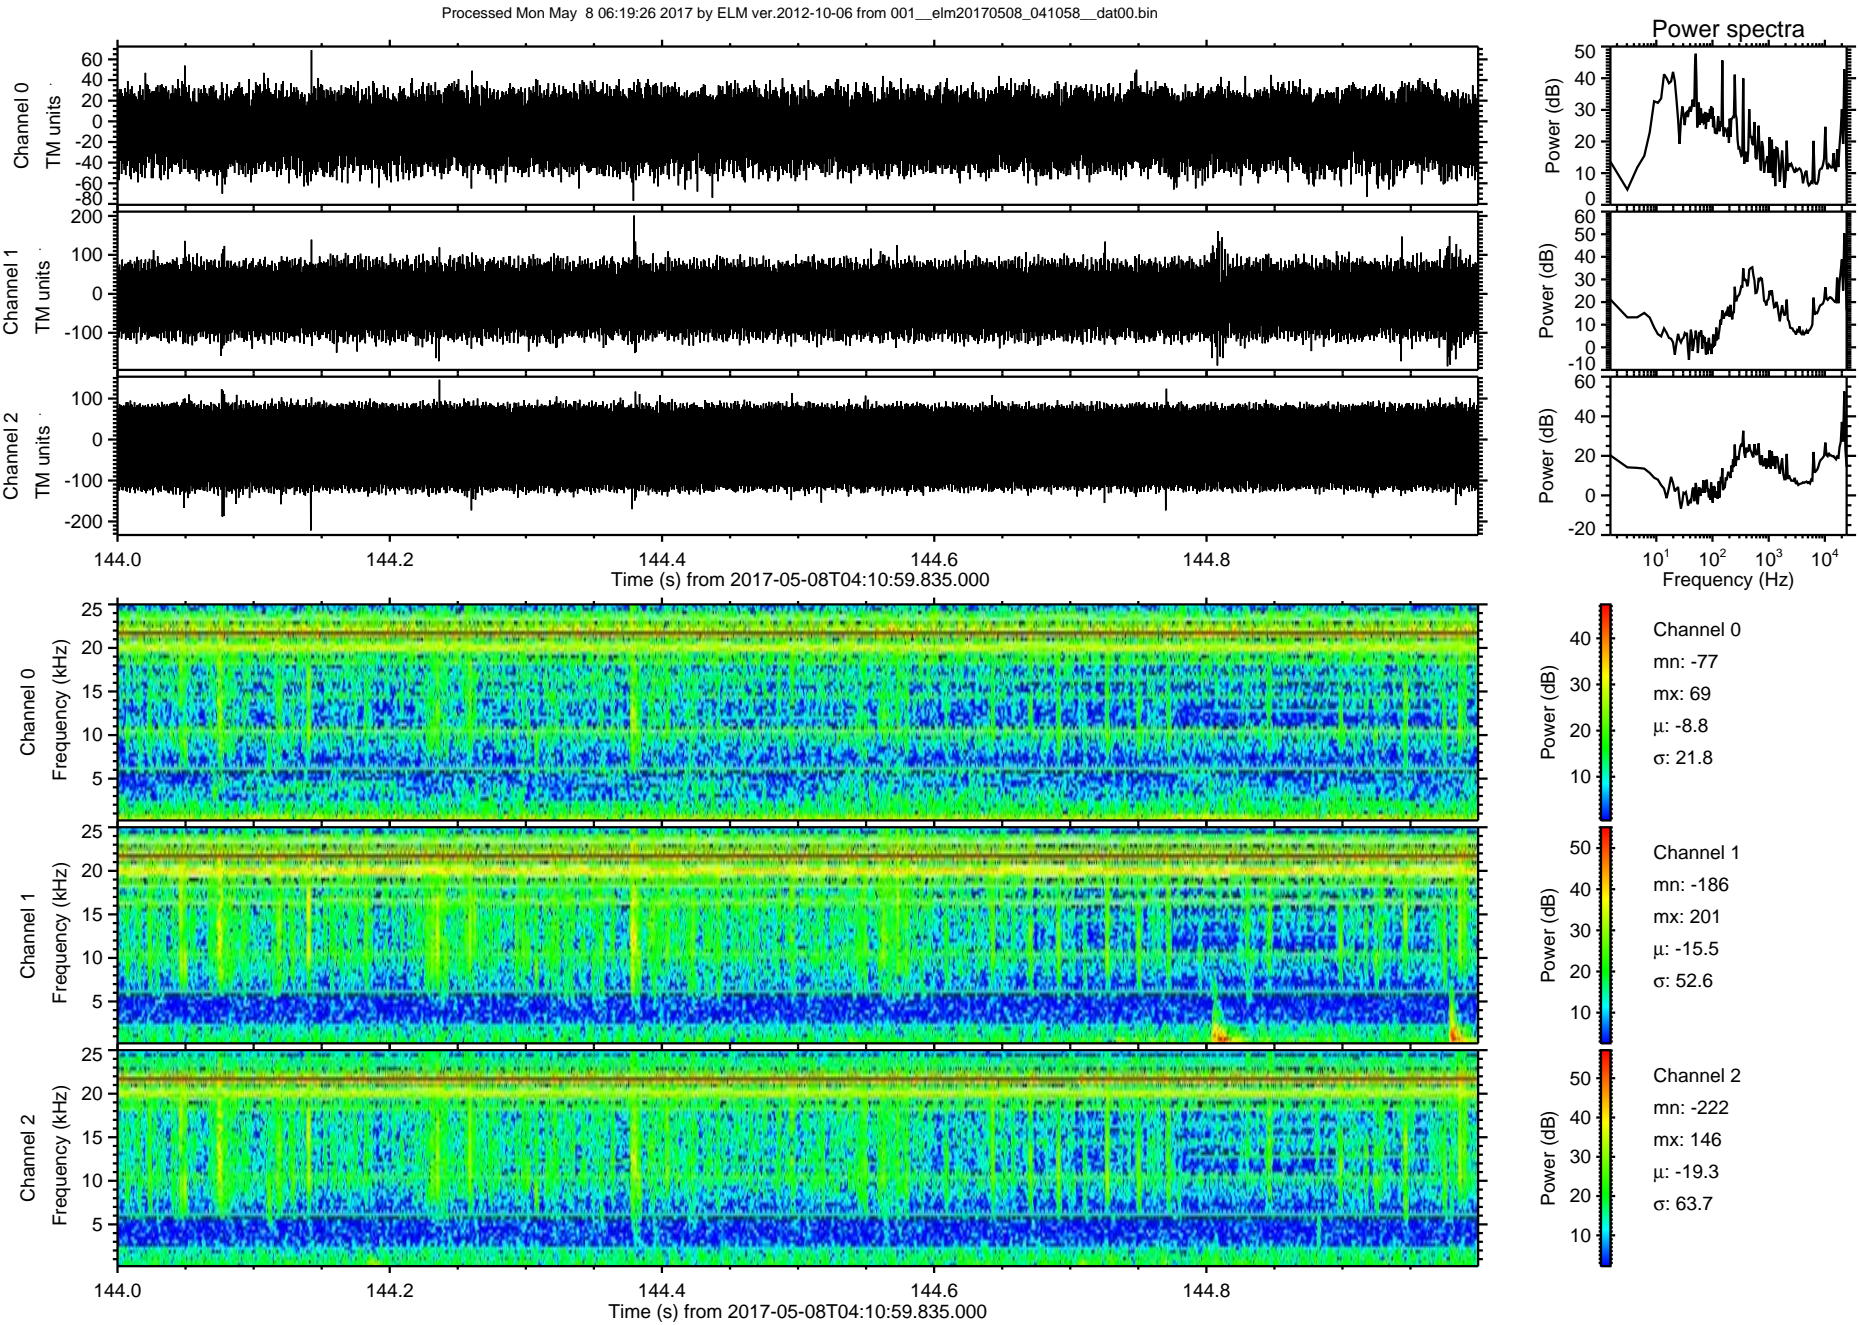 Processed Mon May  8 06:19:26 2017 by ELM ver.2012-10-06 from 001__elm20170508_041058__dat00.bin
Power spectra
Channel 0
TM units
60
40
20
0
-20
-40
-60
-80
Power (dB)
50
40
30
20
10
0
Channel 1
TM units
200
100
0
-100
Power (dB)
60
50
40
30
20
10
0
-10
Channel 2
TM units
100
0
-100
-200
Power (dB)
60
40
20
0
-20
144.0 144.2 144.4 144.6 144.8
Time (s) from 2017-05-08T04:10:59.835.000
10^1 10^2 10^3 10^4
Frequency (Hz)
Channel 0
Frequency (kHz)
25
20
15
10
5
Power (dB)
40
30
20
10
Channel 0
mn: -77
mx: 69
μ: -8.8
σ: 21.8
Channel 1
Frequency (kHz)
25
20
15
10
5
Power (dB)
50
40
30
20
10
Channel 1
mn: -186
mx: 201
μ: -15.5
σ: 52.6
Channel 2
Frequency (kHz)
25
20
15
10
5
Power (dB)
50
40
30
20
10
Channel 2
mn: -222
mx: 146
μ: -19.3
σ: 63.7
144.0 144.2 144.4 144.6 144.8
Time (s) from 2017-05-08T04:10:59.835.000